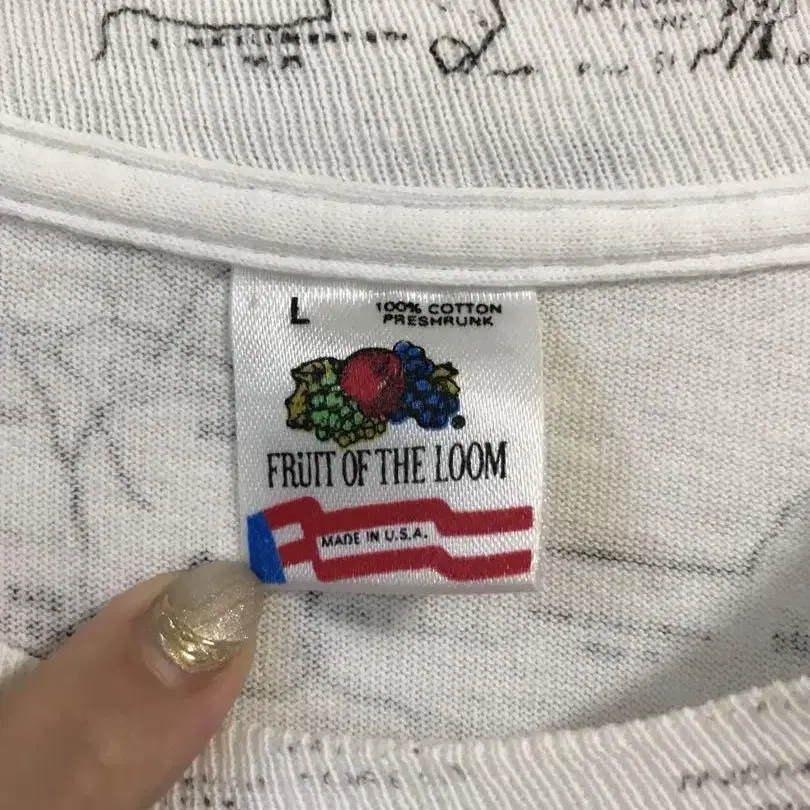 L
100% COTTON
PRESHRUNK
FRUIT OF THE LOOM
MADE IN U.S.A.